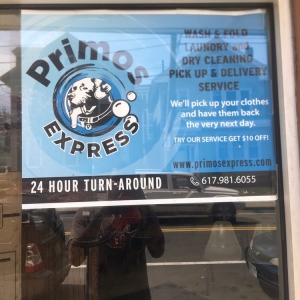 Primos
EXPRESS
WASH & FOLD
LAUNDRY and
DRY CLEANING
PICK UP & DELIVERY
SERVICE
We'll pick up your clothes
and have them back
the very next day.
TRY OUR SERVICE GET $10 OFF!
www.primosexpress.com
24 HOUR TURN-AROUND
617.981.6055